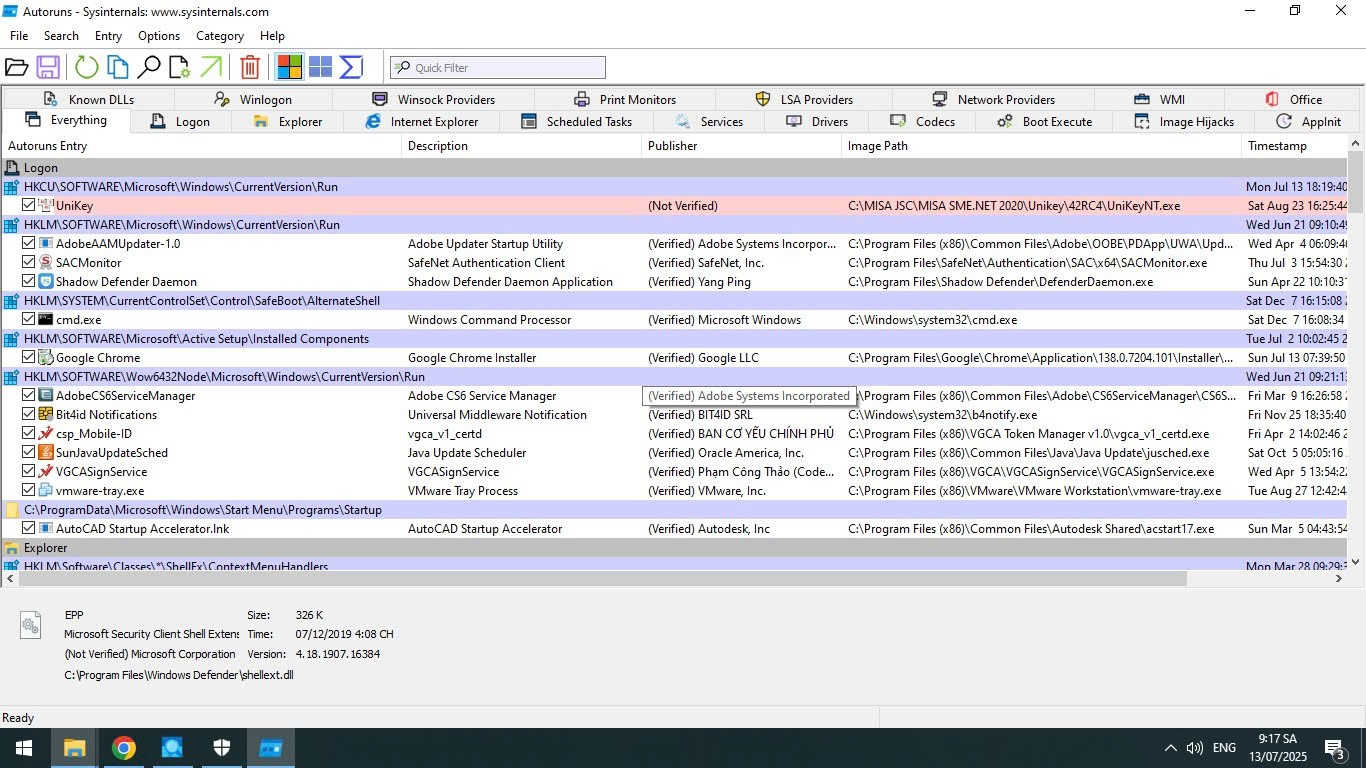 Autoruns - Sysinternals: www.sysinternals.com
File Search Entry Options Category Help
Quick Filter
Known DLLs Winlogon Winsock Providers Print Monitors LSA Providers Network Providers WMI Office
Everything Logon Explorer Internet Explorer Scheduled Tasks Services Drivers Codecs Boot Execute Image Hijacks AppInit
Autoruns Entry Description Publisher Image Path Timestamp
Logon
HKCU\SOFTWARE\Microsoft\Windows\CurrentVersion\Run Mon Jul 13 18:19:40
UniKey (Not Verified) C:\MISA JSC\MISA SME.NET 2020\Unikey\42RC4\UniKeyNT.exe Sat Aug 23 16:25:44
HKLM\SOFTWARE\Microsoft\Windows\CurrentVersion\Run Wed Jun 21 09:10:49
AdobeAAMUpdater-1.0 Adobe Updater Startup Utility (Verified) Adobe Systems Incorpor... C:\Program Files (x86)\Common Files\Adobe\OOBE\PDApp\UWA\Upd... Wed Apr 4 06:09:46
SACMonitor SafeNet Authentication Client (Verified) SafeNet, Inc. C:\Program Files\SafeNet\Authentication\SAC\x64\SACMonitor.exe Thu Jul 3 15:54:30
Shadow Defender Daemon Shadow Defender Daemon Application (Verified) Yang Ping C:\Program Files\Shadow Defender\DefenderDaemon.exe Sun Apr 22 10:10:37
HKLM\SYSTEM\CurrentControlSet\Control\SafeBoot\AlternateShell Sat Dec 7 16:15:08
cmd.exe Windows Command Processor (Verified) Microsoft Windows C:\Windows\system32\cmd.exe Sat Dec 7 16:08:34
HKLM\SOFTWARE\Microsoft\Active Setup\Installed Components Tue Jul 2 10:02:45 2
Google Chrome Google Chrome Installer (Verified) Google LLC C:\Program Files\Google\Chrome\Application\138.0.7204.101\Installer\... Sun Jul 13 07:39:50
HKLM\SOFTWARE\Wow6432Node\Microsoft\Windows\CurrentVersion\Run Wed Jun 21 09:21:13
AdobeCS6ServiceManager Adobe CS6 Service Manager (Verified) Adobe Systems Incorporated \Program Files (x86)\Common Files\Adobe\CS6ServiceManager\CS6S... Fri Mar 9 16:26:58 2
Bit4id Notifications Universal Middleware Notification (Verified) BIT4ID SRL C:\Windows\system32\b4notify.exe Fri Nov 25 18:35:40
csp_Mobile-ID vgca_v1_certd (Verified) BAN CƠ YẾU CHÍNH PHỦ C:\Program Files (x86)\VGCA Token Manager v1.0\vgca_v1_certd.exe Fri Apr 2 14:02:46 2
SunJavaUpdateSched Java Update Scheduler (Verified) Oracle America, Inc. C:\Program Files (x86)\Common Files\Java\Java Update\jusched.exe Sat Oct 5 05:05:16
VGCASignService VGCASignService (Verified) Phạm Công Thảo (Code... C:\Program Files (x86)\VGCA\VGCASignService\VGCASignService.exe Wed Apr 5 13:54:22
vmware-tray.exe VMware Tray Process (Verified) VMware, Inc. C:\Program Files (x86)\VMware\VMware Workstation\vmware-tray.exe Tue Aug 27 12:42:4
C:\ProgramData\Microsoft\Windows\Start Menu\Programs\Startup
AutoCAD Startup Accelerator.lnk AutoCAD Startup Accelerator (Verified) Autodesk, Inc C:\Program Files (x86)\Common Files\Autodesk Shared\acstart17.exe Sun Mar 5 04:43:54
Explorer
HKLM\Software\Classes\*\ShellEx\ContextMenuHandlers Mon Mar 28 09:29:3
EPP Size: 326 K
Microsoft Security Client Shell Extens Time: 07/12/2019 4:08 CH
(Not Verified) Microsoft Corporation Version: 4.18.1907.16384
C:\Program Files\Windows Defender\shellext.dll
Ready
ENG 9:17 SA
13/07/2025 3